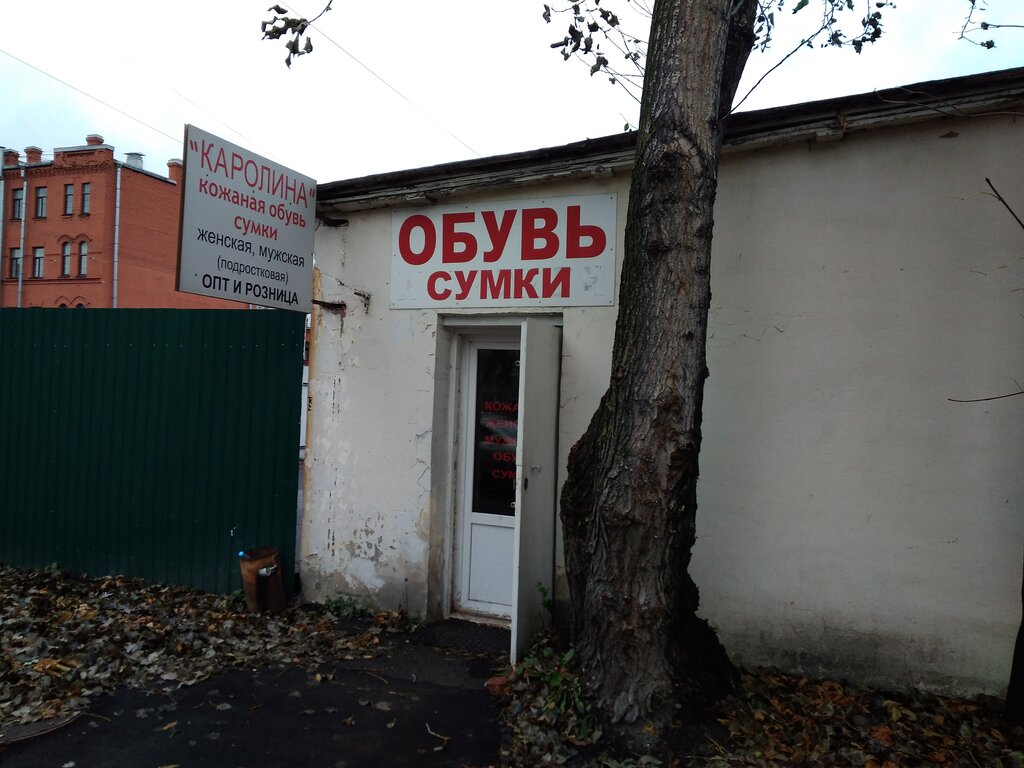 "КАРОЛИНА"
кожаная обувь
сумки
женская, мужская
(подростковая)
ОПТ И РОЗНИЦА
ОБУВЬ
СУМКИ